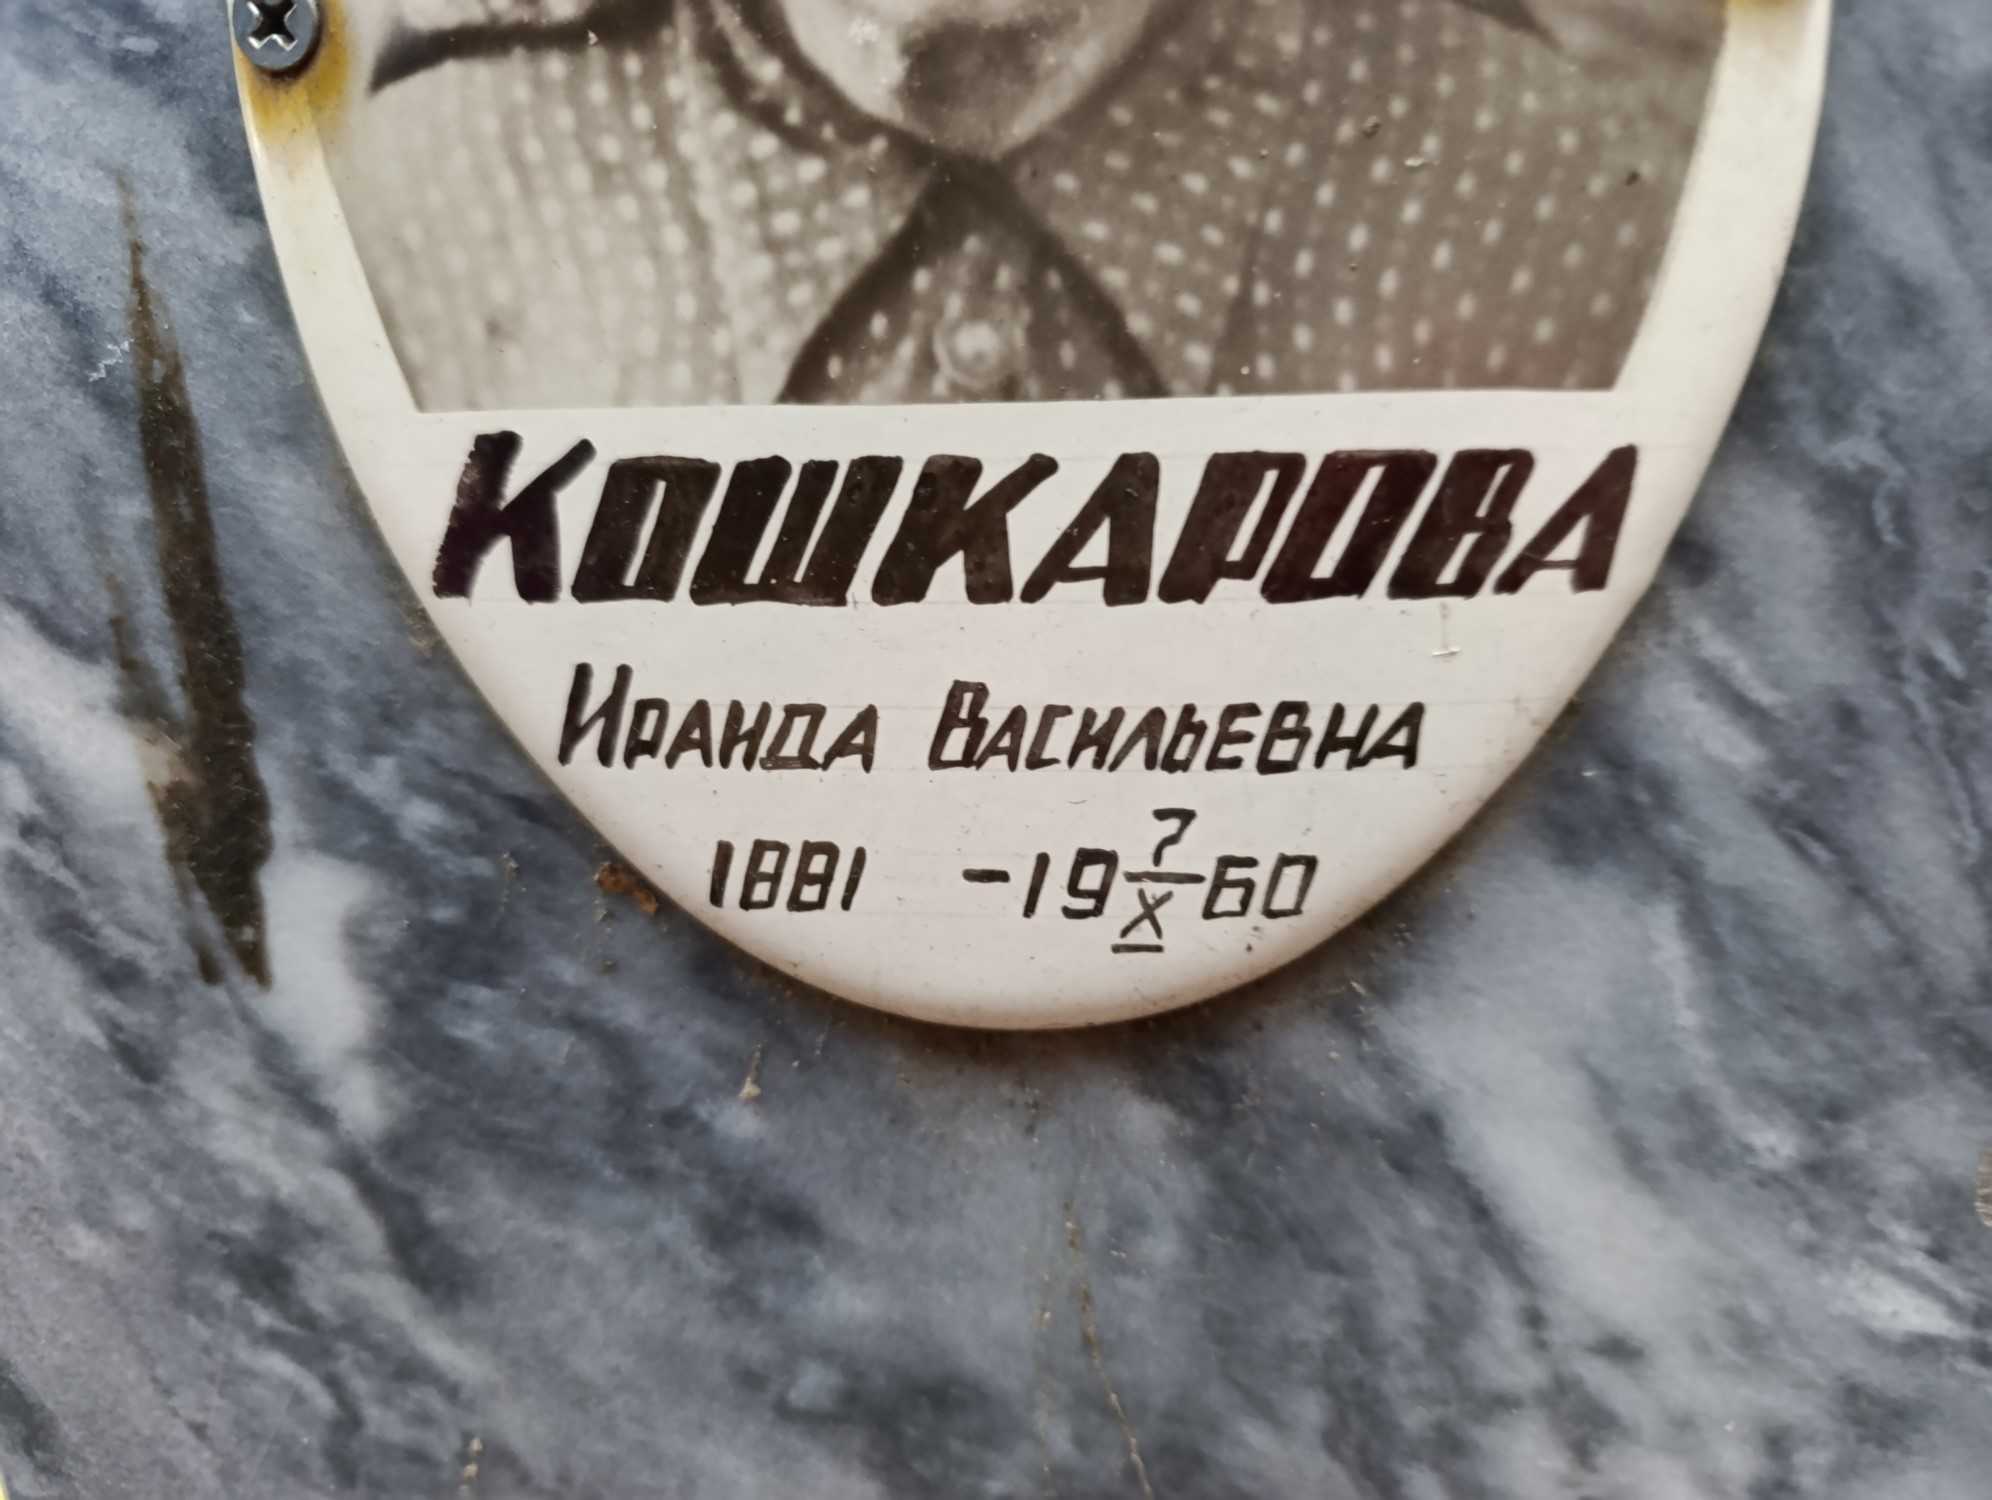 Кошкарова
Иранда Васильевна
1881 - 19 7/X 60